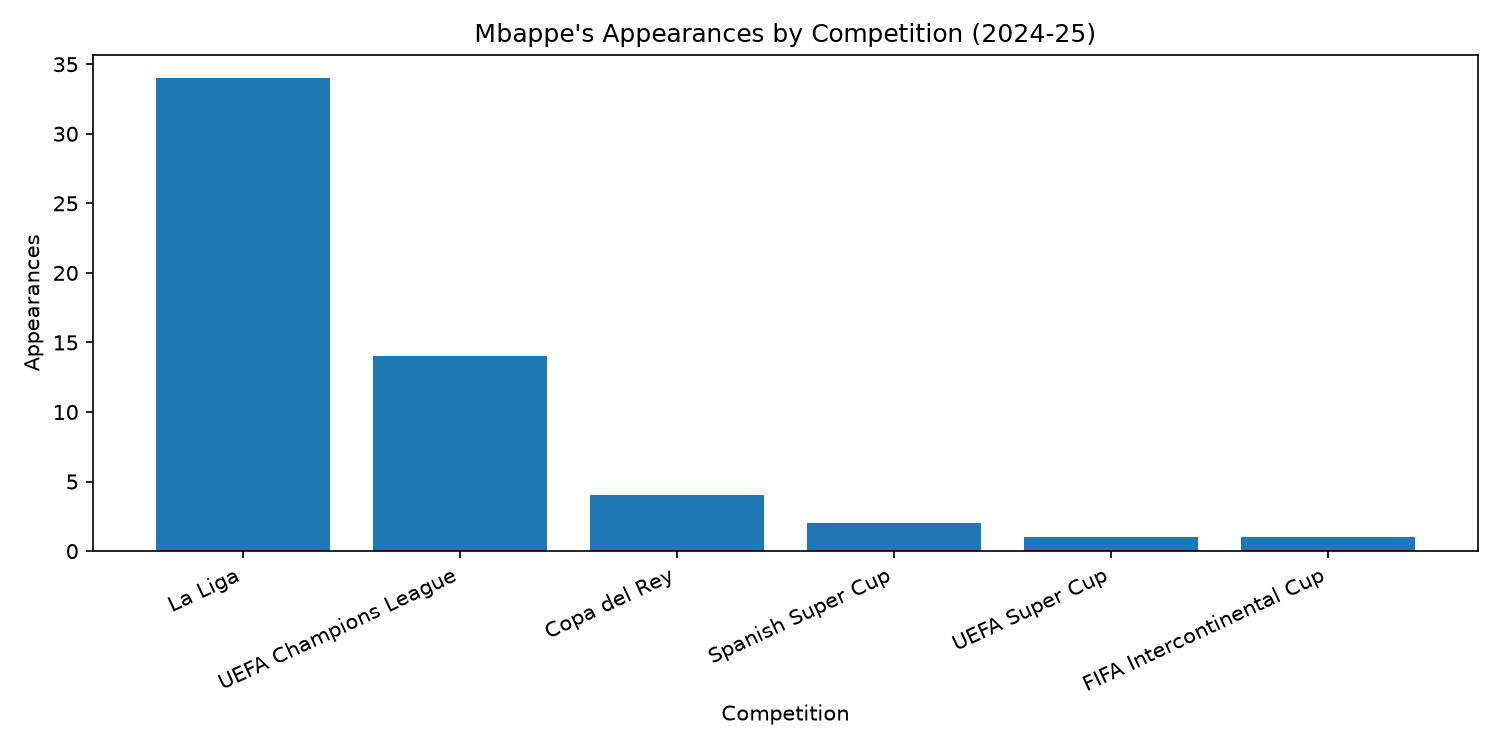 Mbappe's Appearances by Competition (2024-25)
Appearances
35
30
25
20
15
10
5
0
La Liga
UEFA Champions League
Copa del Rey
Spanish Super Cup
UEFA Super Cup
FIFA Intercontinental Cup
Competition